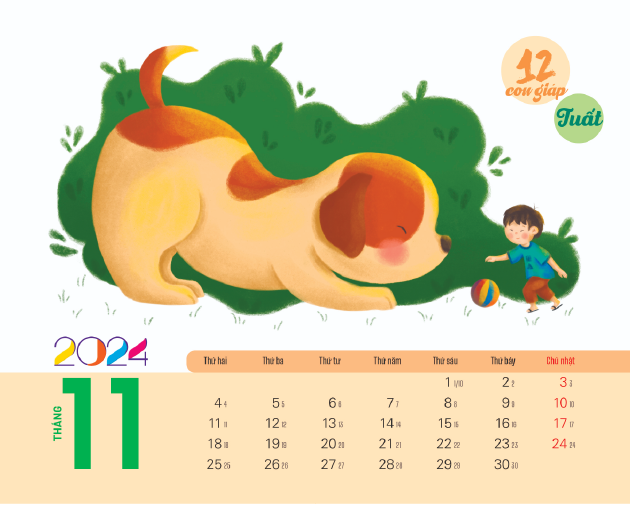 12
con giáp
Tuất
2024
THÁNG
11
Thứ hai Thứ ba Thứ tư Thứ năm Thứ sáu Thứ bảy Chủ nhật
1 1/10 2 2 3 3
4 4 5 5 6 6 7 7 8 8 9 9 10 10
11 11 12 12 13 13 14 14 15 15 16 16 17 17
18 18 19 19 20 20 21 21 22 22 23 23 24 24
25 25 26 26 27 27 28 28 29 29 30 30